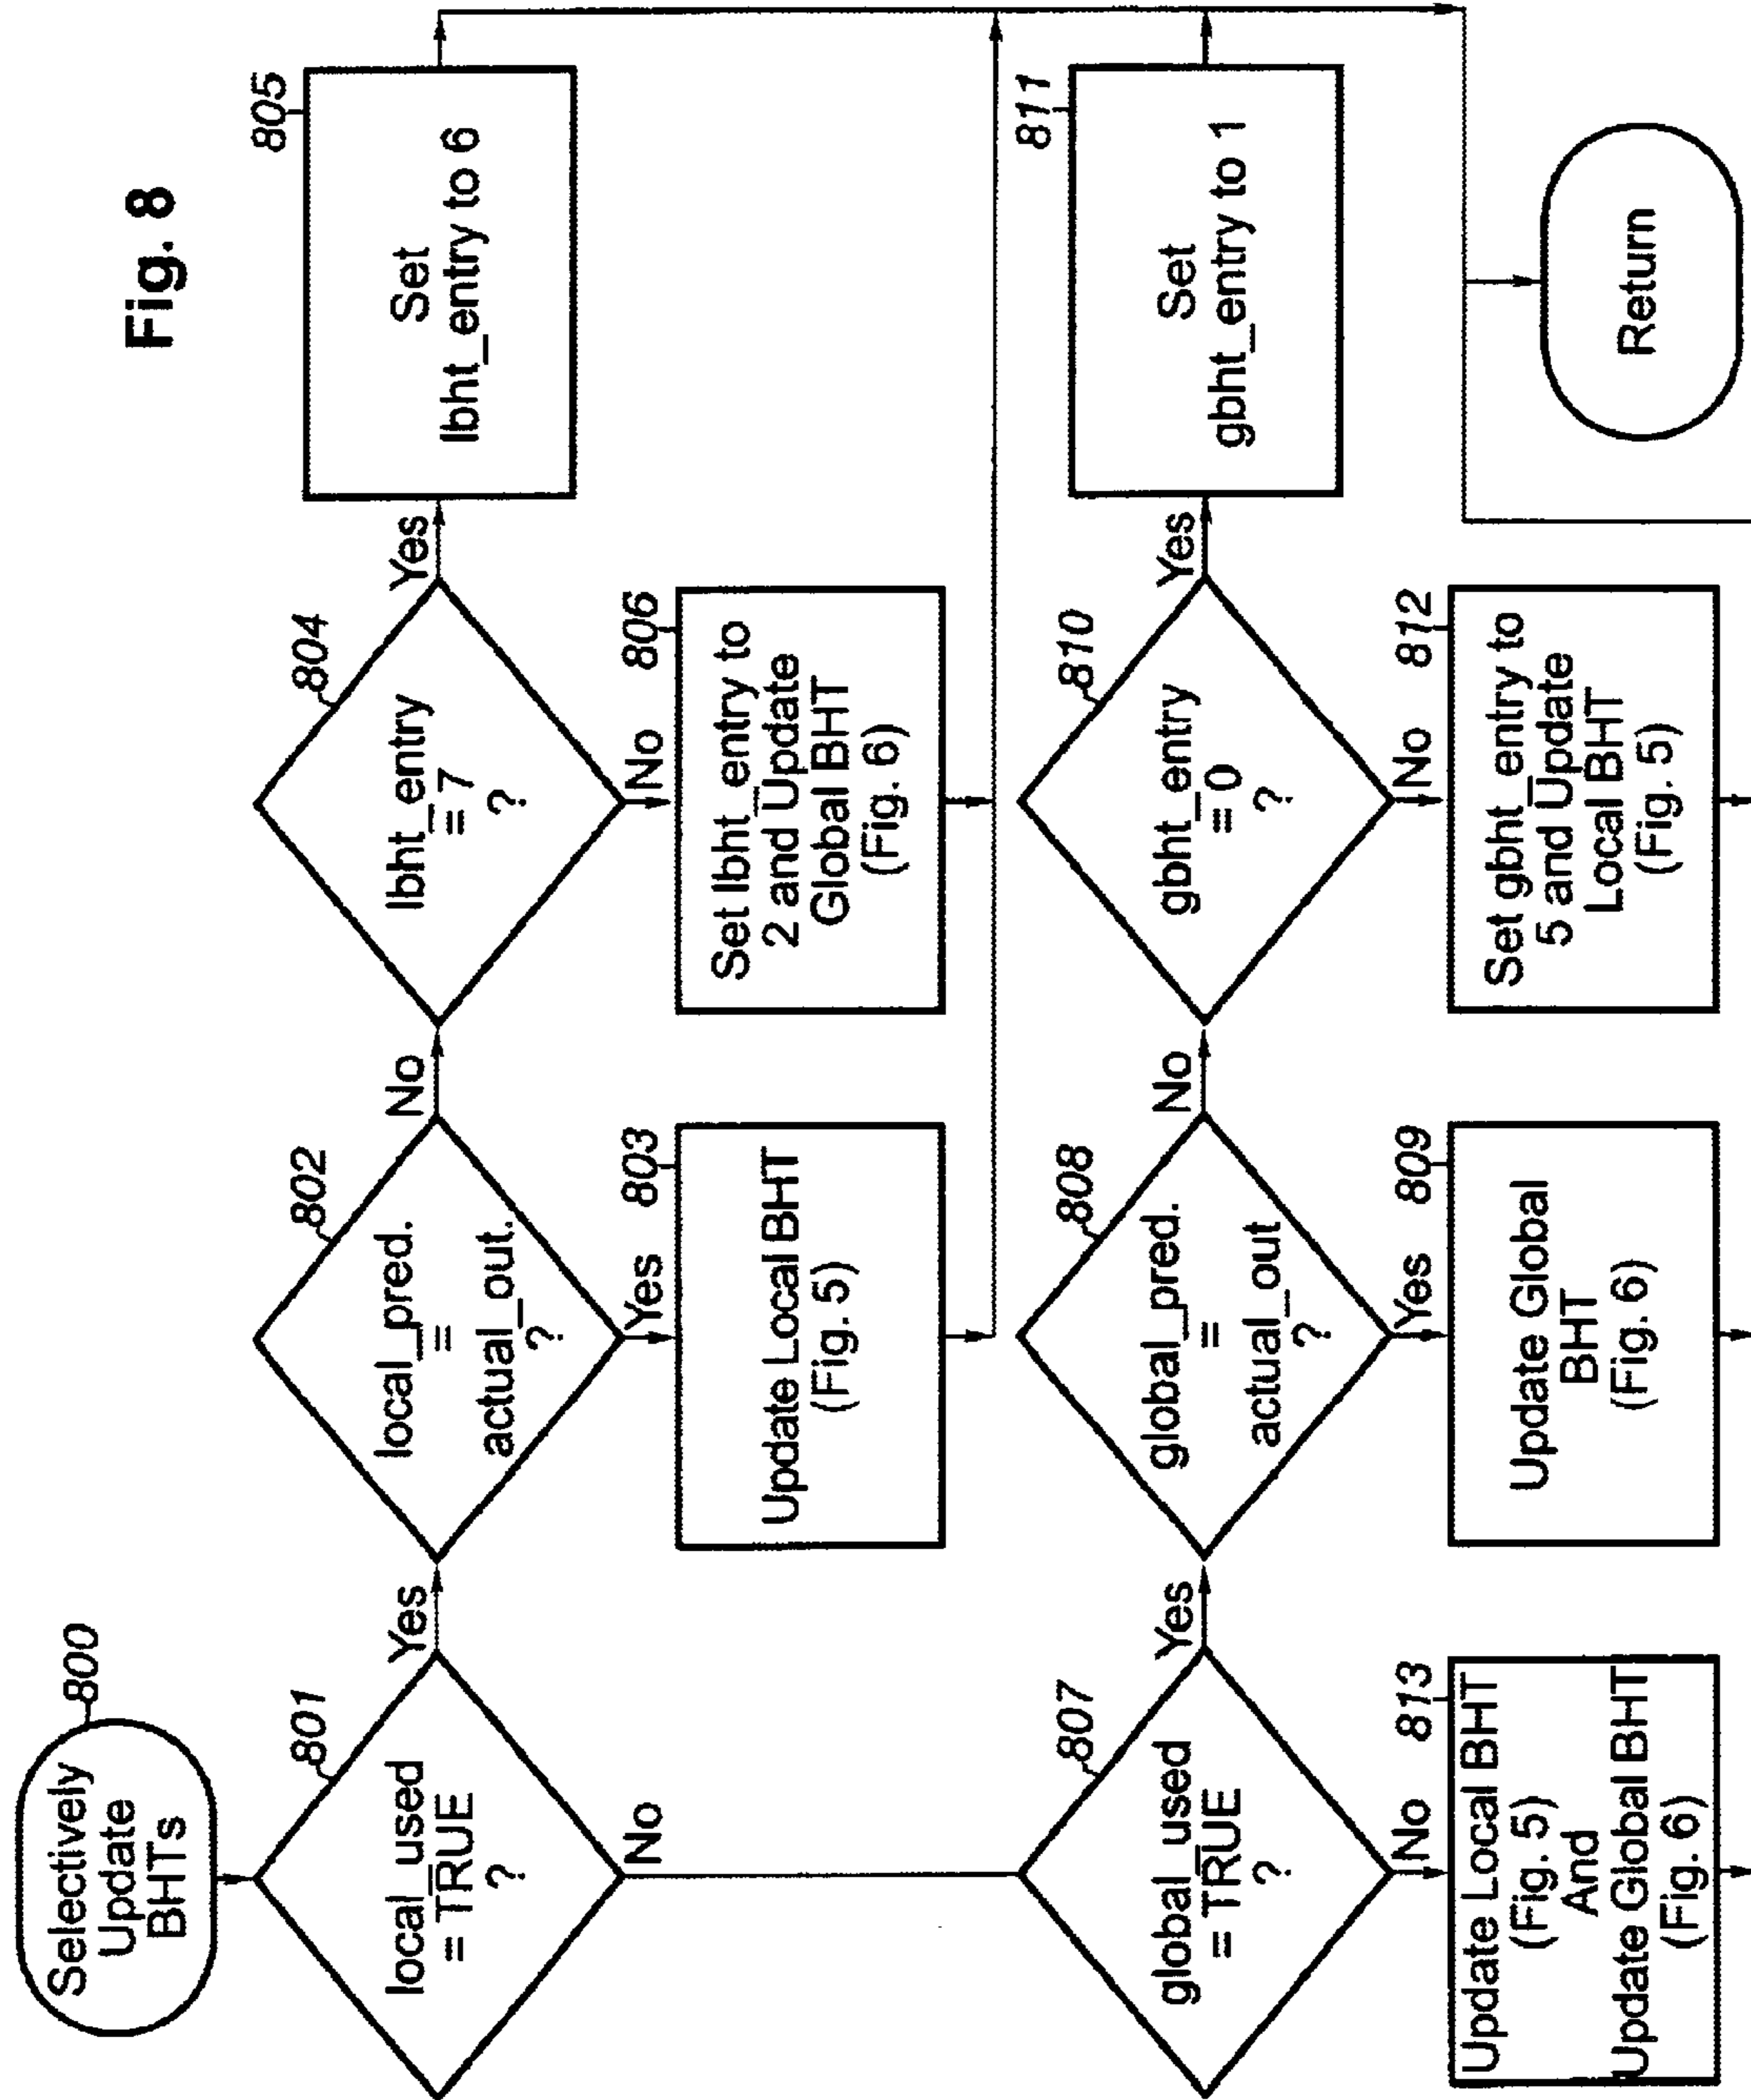 Fig. 8
800
Selectively
Update
BHTs
801
local_used
= TRUE
?
Yes
No
802
local_pred.
=
actual_out.
?
No
Yes
803
Update Local BHT
(Fig. 5)
804
lbht_entry
= 7
?
Yes
No
805
Set
lbht_entry to 6
806
Set lbht_entry to
2 and Update
Global BHT
(Fig. 6)
807
global_used
= TRUE
?
Yes
No
808
global_pred.
=
actual_out
?
No
Yes
809
Update Global
BHT
(Fig. 6)
810
gbht_entry
= 0
?
Yes
No
811
Set
gbht_entry to 1
812
Set gbht_entry to
5 and Update
Local BHT
(Fig. 5)
813
Update Local BHT
(Fig. 5)
And
Update Global BHT
(Fig. 6)
Return